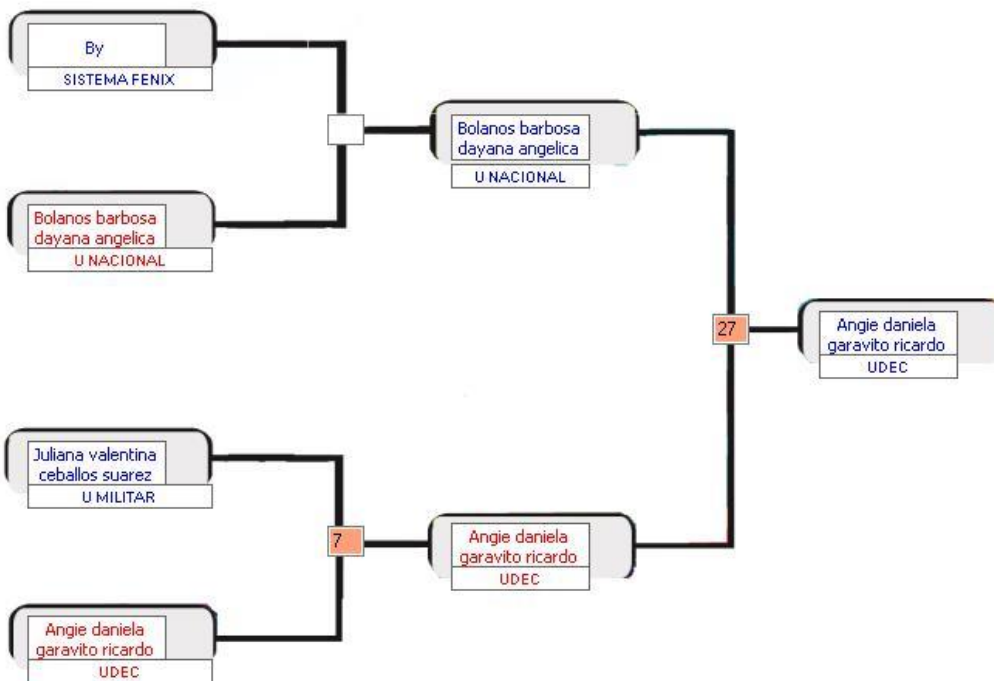 By
SISTEMA FENIX
Bolanos barbosa
dayana angelica
U NACIONAL
Bolanos barbosa
dayana angelica
U NACIONAL
27
Angie daniela
garavito ricardo
UDEC
Juliana valentina
ceballos suarez
U MILITAR
7
Angie daniela
garavito ricardo
UDEC
Angie daniela
garavito ricardo
UDEC